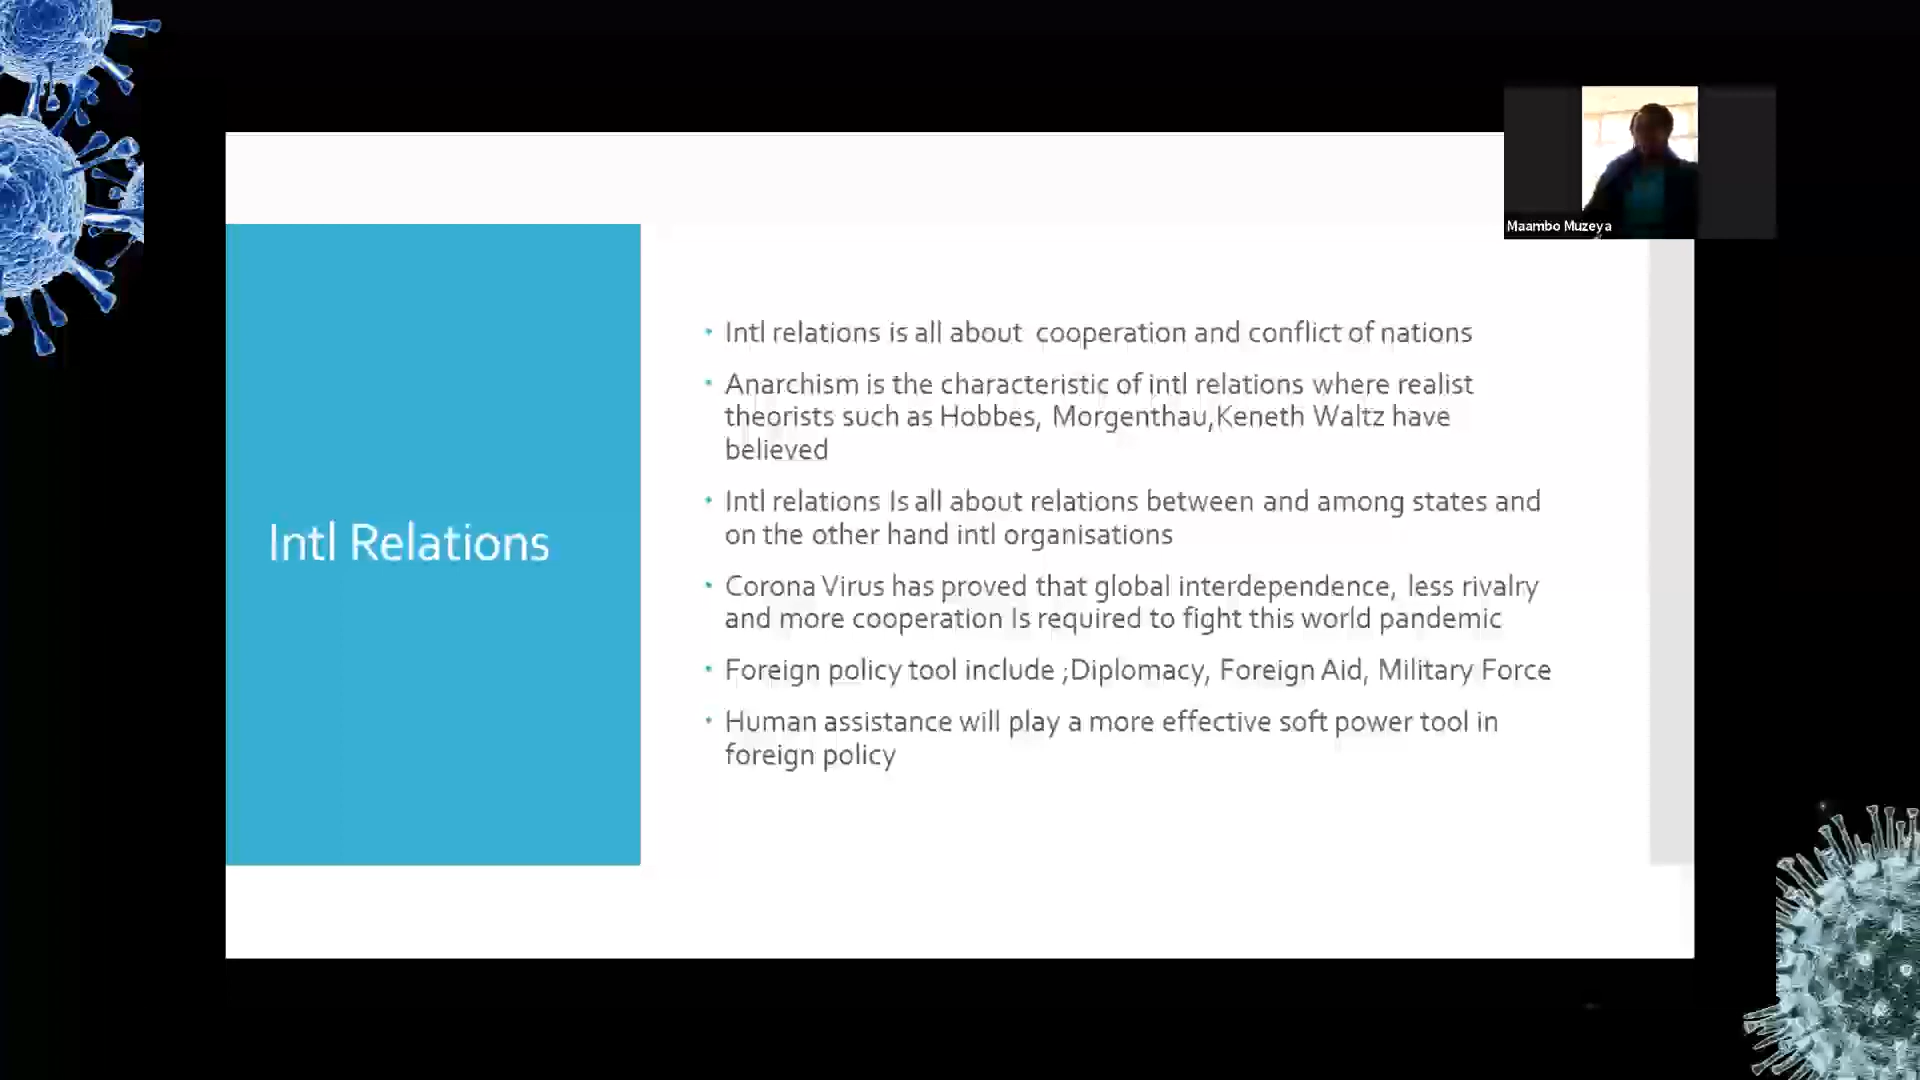 Maambo Muzeya
Intl Relations
Intl relations is all about cooperation and conflict of nations
Anarchism is the characteristic of intl relations where realist
theorists such as Hobbes, Morgenthau,Keneth Waltz have
believed
Intl relations Is all about relations between and among states and
on the other hand intl organisations
Corona Virus has proved that global interdependence, less rivalry
and more cooperation Is required to fight this world pandemic
Foreign policy tool include ;Diplomacy, Foreign Aid, Military Force
Human assistance will play a more effective soft power tool in
foreign policy